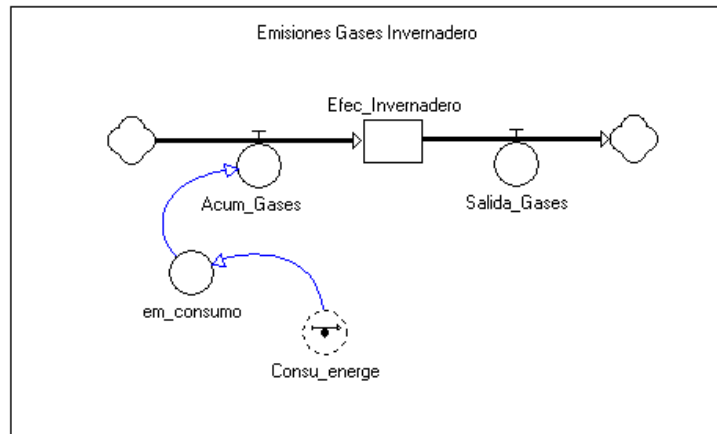 Emisiones Gases Invernadero
Efec_Invernadero
Acum_Gases
Salida_Gases
em_consumo
Consu_energe